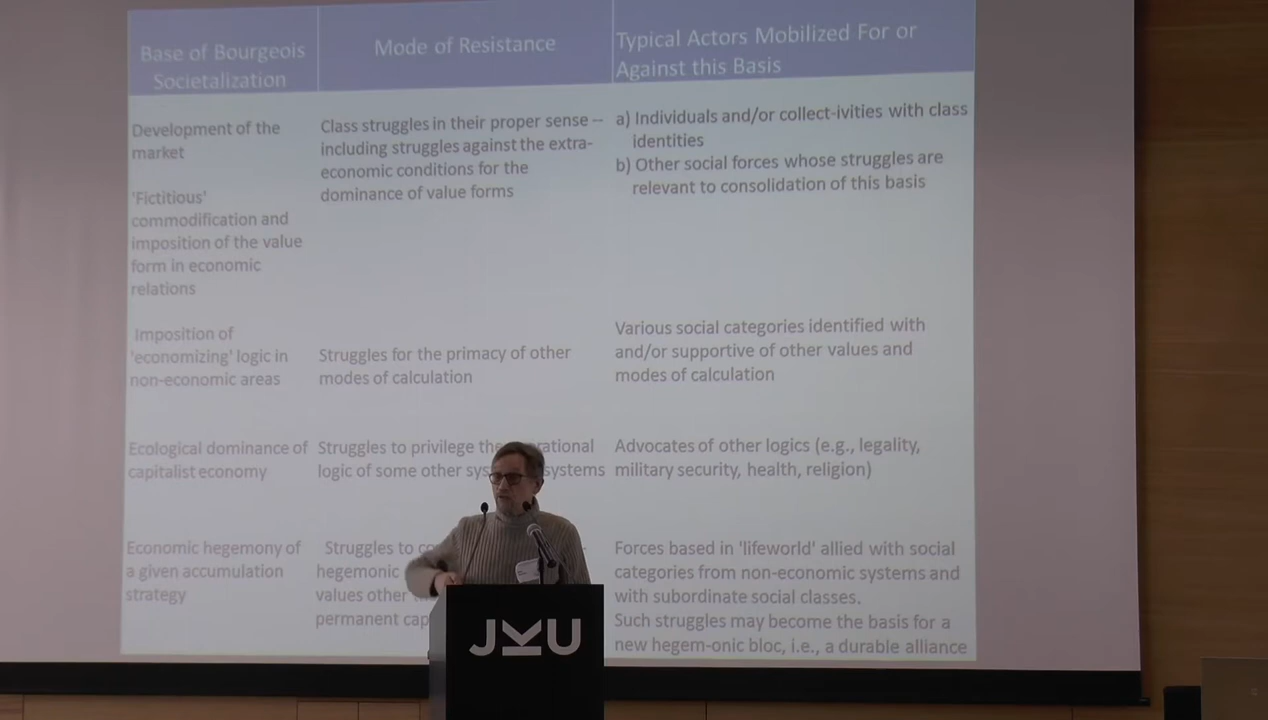 Base of Bourgeois
Societalization
Mode of Resistance
Typical Actors Mobilized For or
Against this Basis
Development of the
market
'Fictitious'
commodification and
imposition of the value
form in economic
relations
Class struggles in their proper sense --
including struggles against the extra-
economic conditions for the
dominance of value forms
a) Individuals and/or collect-ivities with class
identities
b) Other social forces whose struggles are
relevant to consolidation of this basis
Imposition of
'economizing' logic in
non-economic areas
Struggles for the primacy of other
modes of calculation
Various social categories identified with
and/or supportive of other values and
modes of calculation
Ecological dominance of
capitalist economy
Struggles to privilege the
logic of some other systems
Advocates of other logics (e.g., legality,
military security, health, religion)
Economic hegemony of
a given accumulation
strategy
Struggles to
hegemonic
values other
permanent
Forces based in 'lifeworld' allied with social
categories from non-economic systems and
with subordinate social classes.
Such struggles may become the basis for a
new hegem-onic bloc, i.e., a durable alliance
JKU